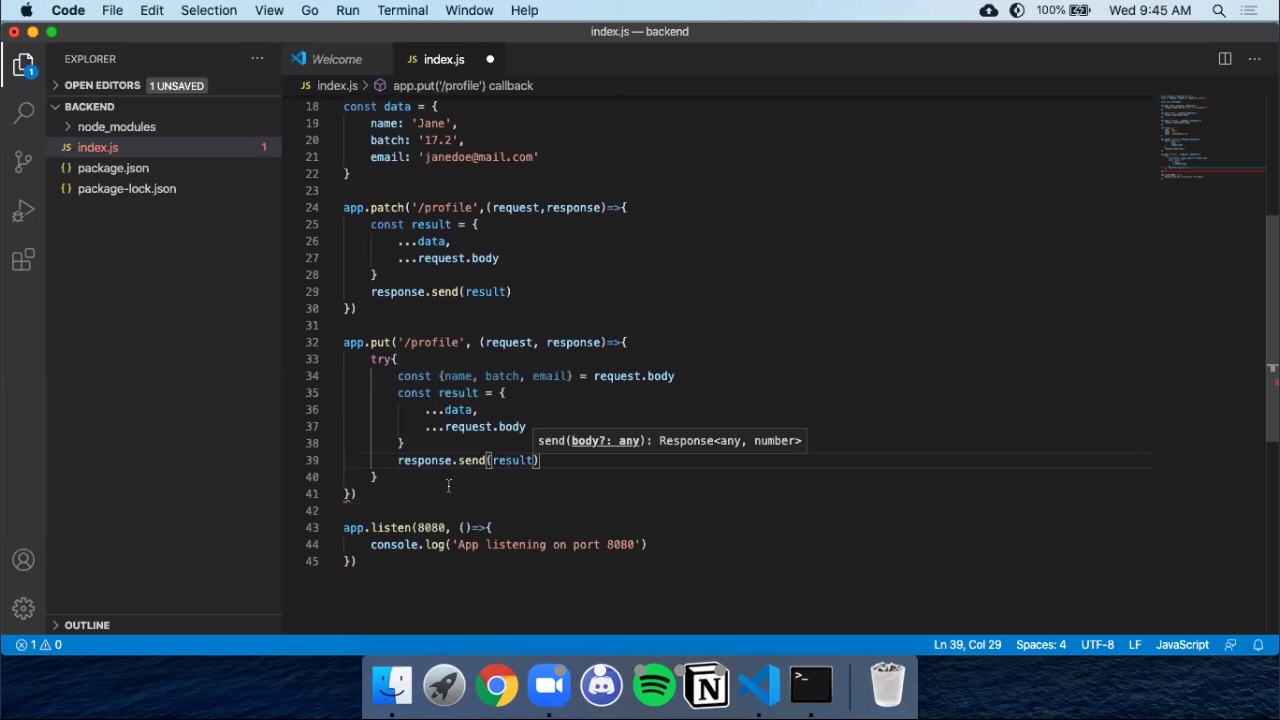 Code File Edit Selection View Go Run Terminal Window Help 100% Wed 9:45 AM
index.js — backend
EXPLORER
Welcome
JS index.js
OPEN EDITORS 1 UNSAVED
JS index.js > app.put('/profile') callback
BACKEND
node_modules
JS index.js 1
{} package.json
{} package-lock.json
18 const data = {
19 name: 'Jane',
20 batch: '17.2',
21 email: 'janedoe@mail.com'
22 }
23
24 app.patch('/profile',(request,response)=>{
25 const result = {
26 ...data,
27 ...request.body
28 }
29 response.send(result)
30 })
31
32 app.put('/profile', (request, response)=>{
33 try{
34 const {name, batch, email} = request.body
35 const result = {
36 ...data,
37 ...request.body
send(body?: any): Response<any, number>
38 }
39 response.send(result)
40 }
41 })
42
43 app.listen(8080, ()=>{
44 console.log('App listening on port 8080')
45 })
1
OUTLINE
1 0 Ln 39, Col 29 Spaces: 4 UTF-8 LF JavaScript